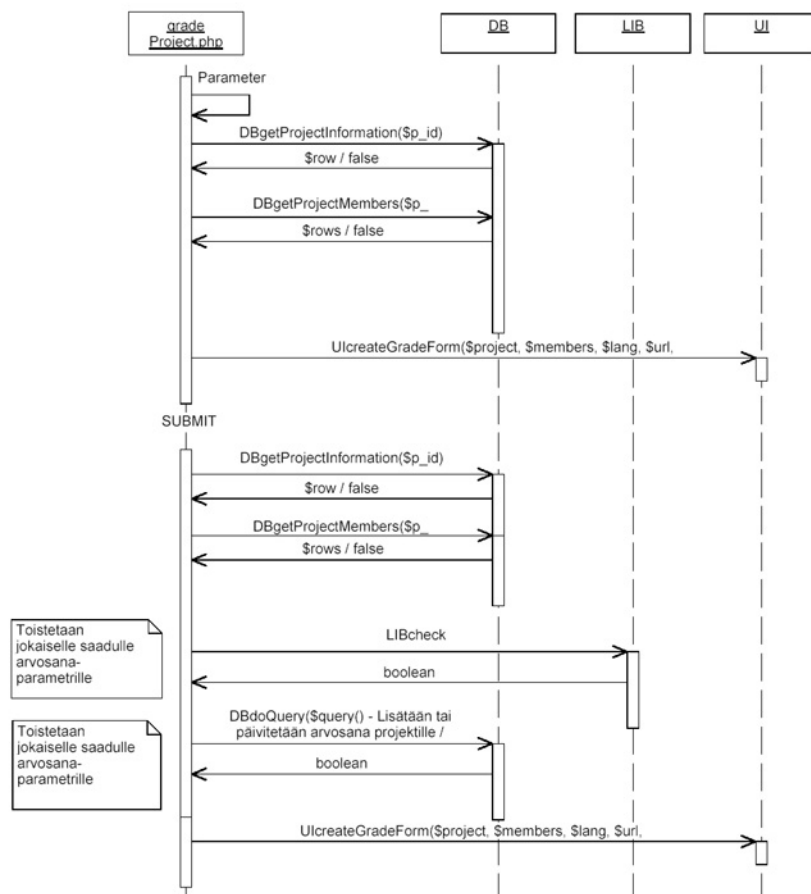 grade
Project.php
DB
LIB
UI
Parameter
DBgetProjectInformation($p_id)
$row / false
DBgetProjectMembers($p_
$rows / false
UIcreateGradeForm($project, $members, $lang, $url,
SUBMIT
DBgetProjectInformation($p_id)
$row / false
DBgetProjectMembers($p_
$rows / false
Toistetaan
jokaiselle saadulle
arvosana-
parametrille
LIBcheck
boolean
Toistetaan
jokaiselle saadulle
arvosana-
parametrille
DBdoQuery($query() - Lisätään tai
päivitetään arvosana projektille /
boolean
UIcreateGradeForm($project, $members, $lang, $url,